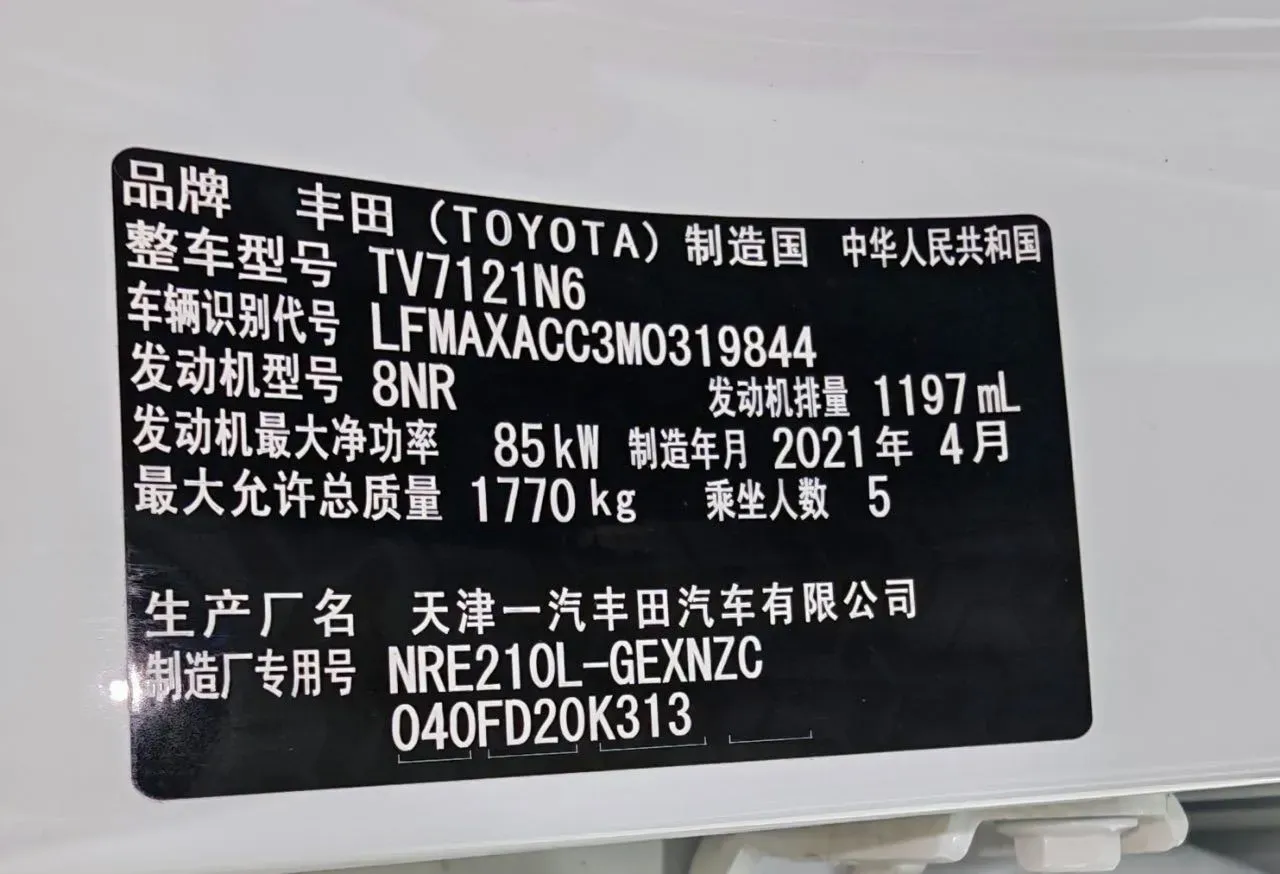 品牌 丰田（TOYOTA）制造国 中华人民共和国
整车型号 TV7121N6
车辆识别代号 LFMAXACC3M0319844
发动机型号 8NR 发动机排量 1197mL
发动机最大净功率 85kW 制造年月 2021年 4月
最大允许总质量 1770kg 乘坐人数 5
生产厂名 天津一汽丰田汽车有限公司
制造厂专用号 NRE210L-GEXNZC
040FD20K313